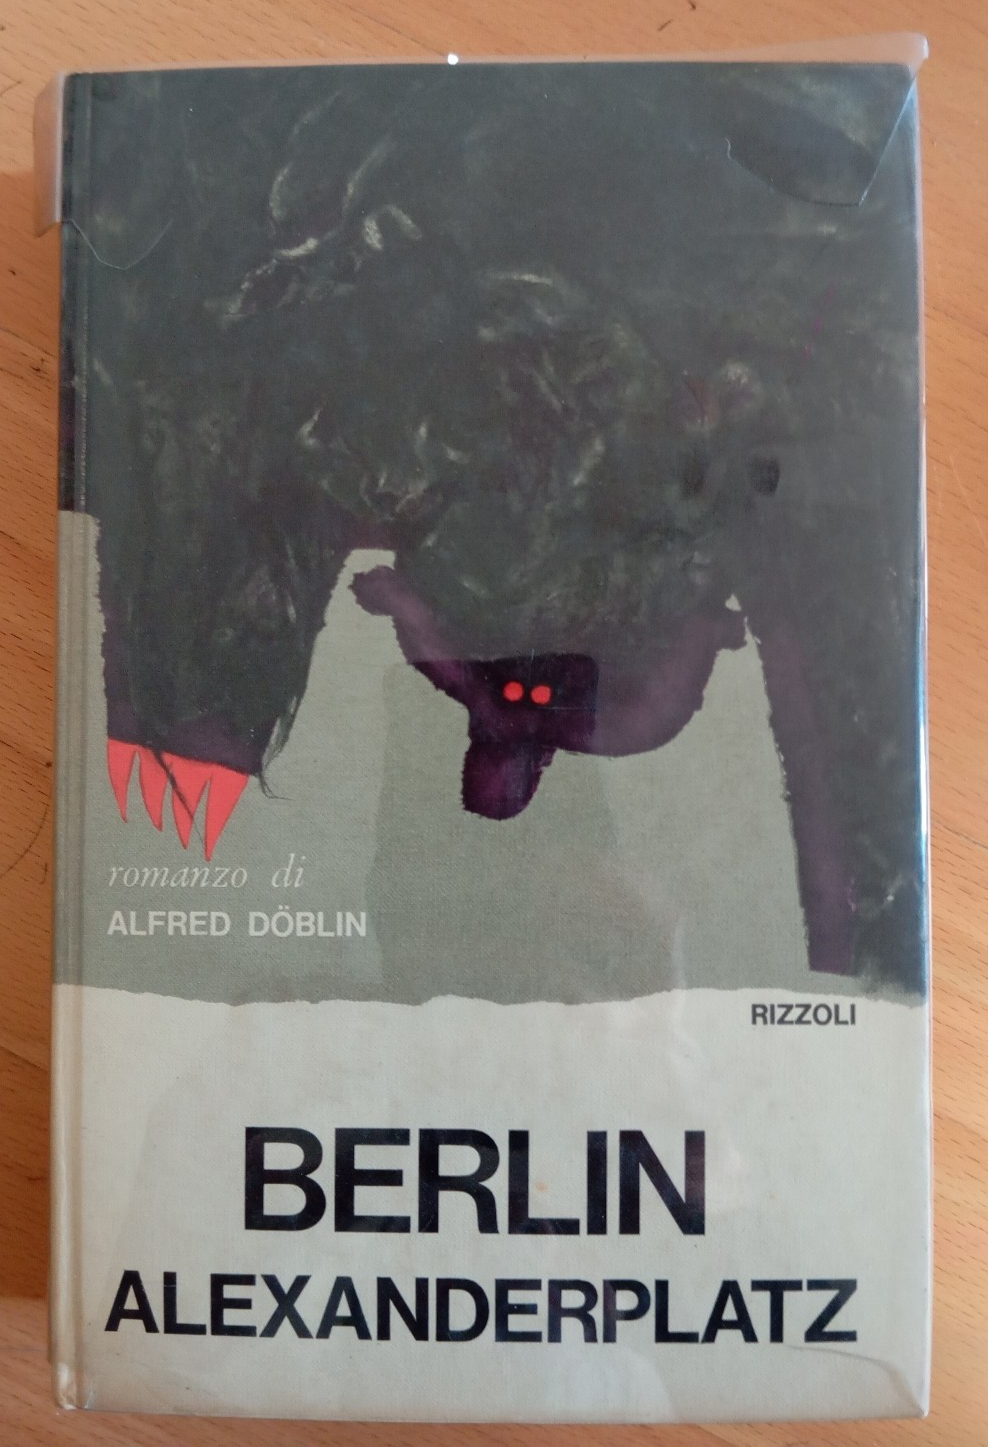 romanzo di
ALFRED DÖBLIN
RIZZOLI
BERLIN
ALEXANDERPLATZ